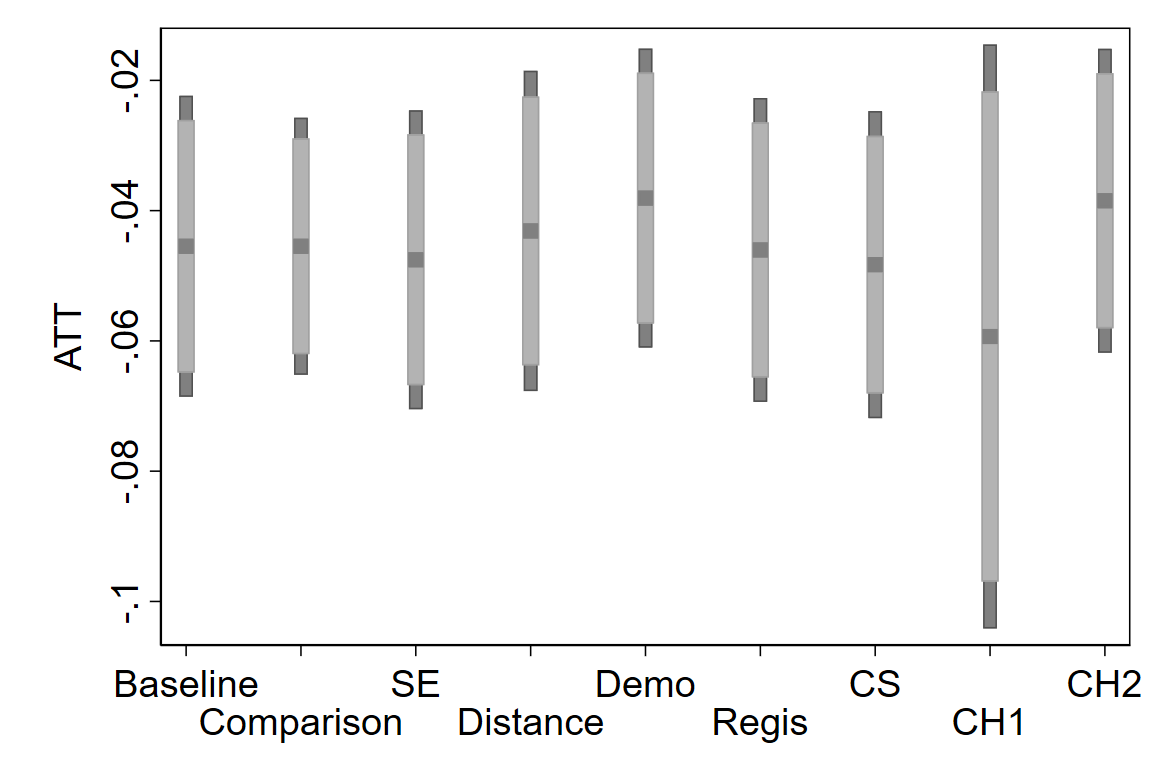 ATT
-.02
-.04
-.06
-.08
-.1
Baseline
Comparison
SE
Distance
Demo
Regis
CS
CH1
CH2